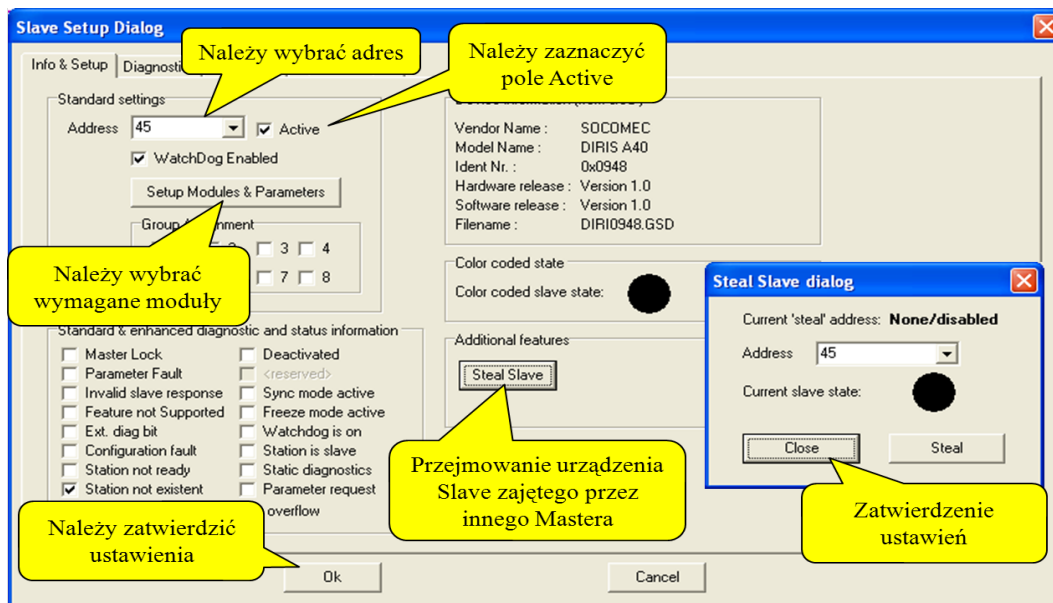 Slave Setup Dialog
Należy wybrać adres
Należy zaznaczyć
pole Active
Info & Setup
Standard settings
Address 45 Active
WatchDog Enabled
Setup Modules & Parameters
3 4
7 8
Należy wybrać
wymagane moduły
Vendor Name : SOCOMEC
Model Name : DIRIS A40
Ident Nr. : 0x0948
Hardware release : Version 1.0
Software release : Version 1.0
Filename : DIRI0948.GSD
Color coded state
Color coded slave state:
Standard & enhanced diagnostic and status information
Master Lock Deactivated
Parameter Fault <reserved>
Invalid slave response Sync mode active
Feature not Supported Freeze mode active
Ext. diag bit Watchdog is on
Configuration fault Station is slave
Station not ready Static diagnostics
Station not existent Parameter request
overflow
Additional features
Steal Slave
Przejmowanie urządzenia
Slave zajętego przez
innego Mastera
Steal Slave dialog
Current 'steal' address: None/disabled
Address 45
Current slave state:
Close Steal
Zatwierdzenie
ustawień
Należy zatwierdzić
ustawienia
Ok Cancel